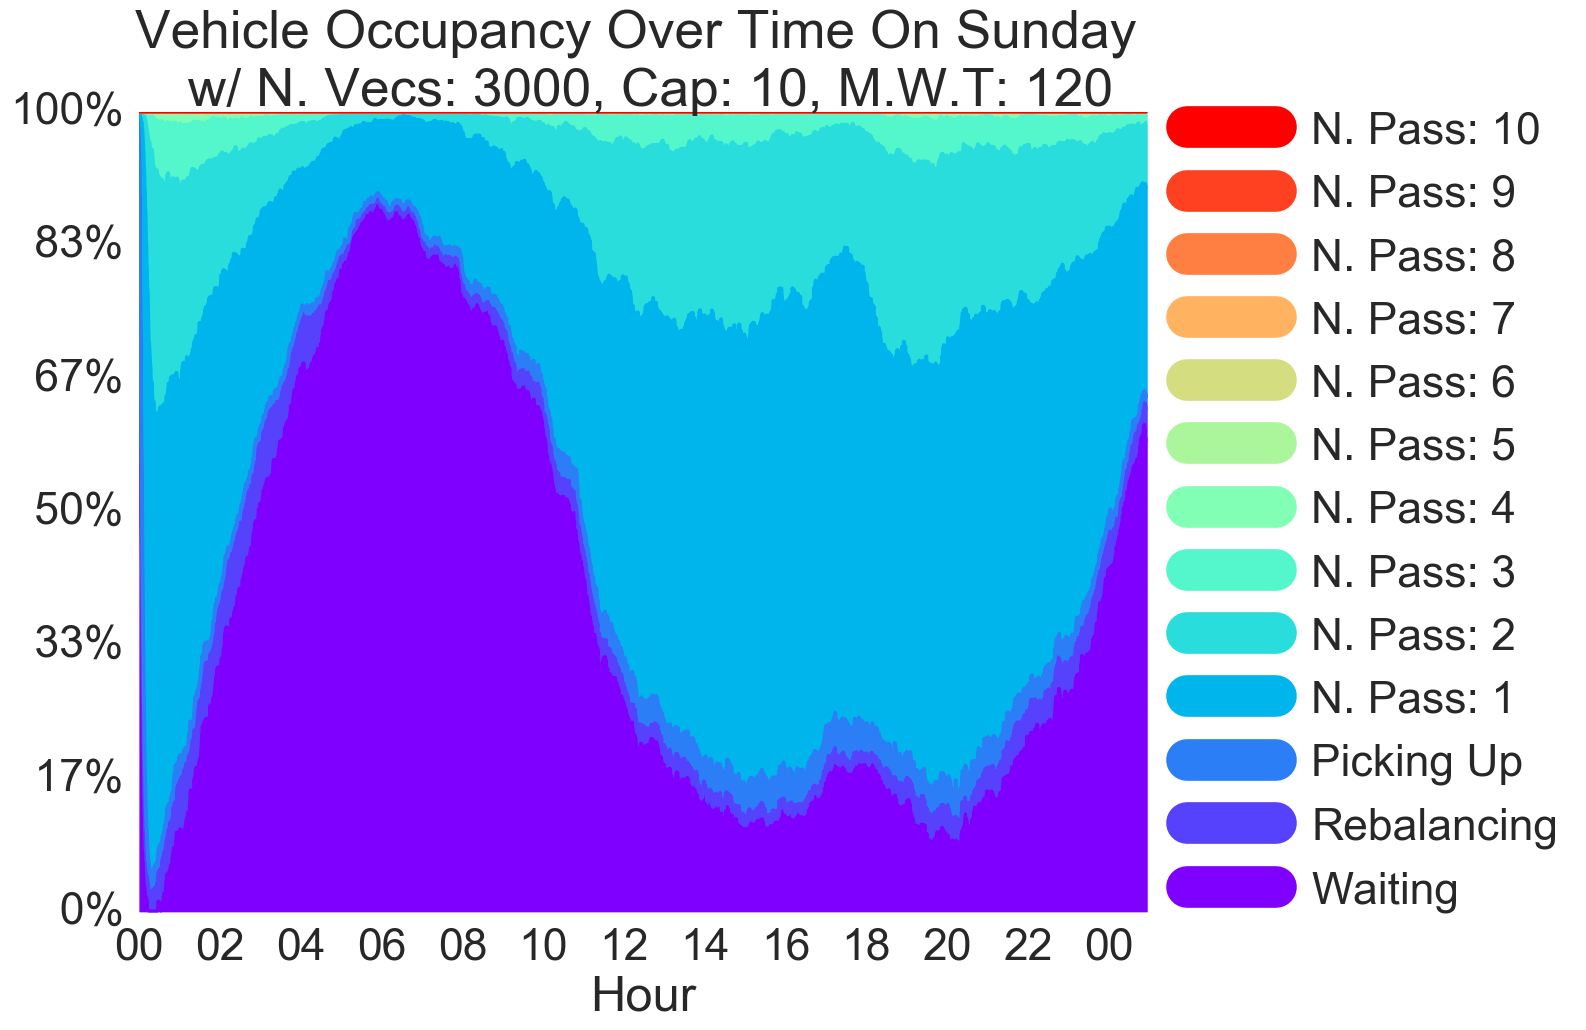 Vehicle Occupancy Over Time On Sunday
w/ N. Vecs: 3000, Cap: 10, M.W.T: 120
100%
83%
67%
50%
33%
17%
0%
00 02 04 06 08 10 12 14 16 18 20 22 00
Hour
N. Pass: 10
N. Pass: 9
N. Pass: 8
N. Pass: 7
N. Pass: 6
N. Pass: 5
N. Pass: 4
N. Pass: 3
N. Pass: 2
N. Pass: 1
Picking Up
Rebalancing
Waiting